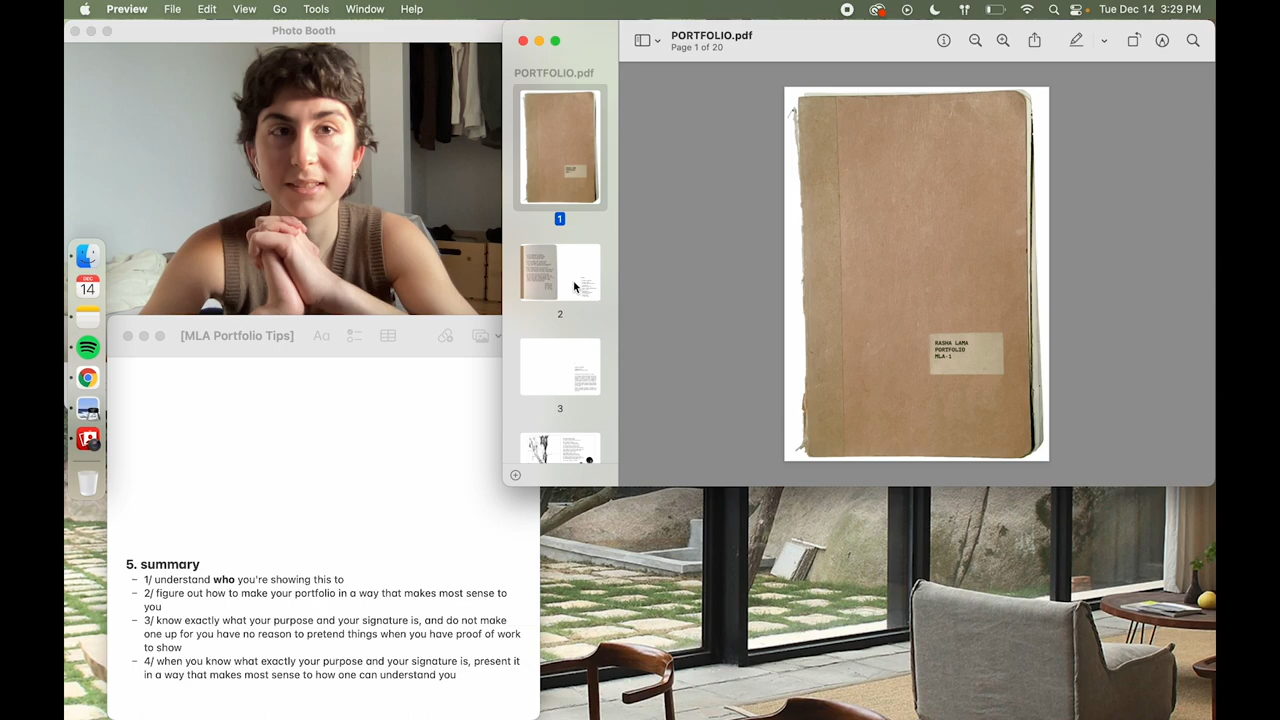 Preview File Edit View Go Tools Window Help
Tue Dec 14 3:29 PM
Photo Booth
PORTFOLIO.pdf
Page 1 of 20
PORTFOLIO.pdf
1
2
3
RASHA LAMA
PORTFOLIO
MLA-1
DEC
14
[MLA Portfolio Tips]
Aa
5. summary
– 1/ understand who you're showing this to
– 2/ figure out how to make your portfolio in a way that makes most sense to
you
– 3/ know exactly what your purpose and your signature is, and do not make
one up for you have no reason to pretend things when you have proof of work
to show
– 4/ when you know what exactly your purpose and your signature is, present it
in a way that makes most sense to how one can understand you